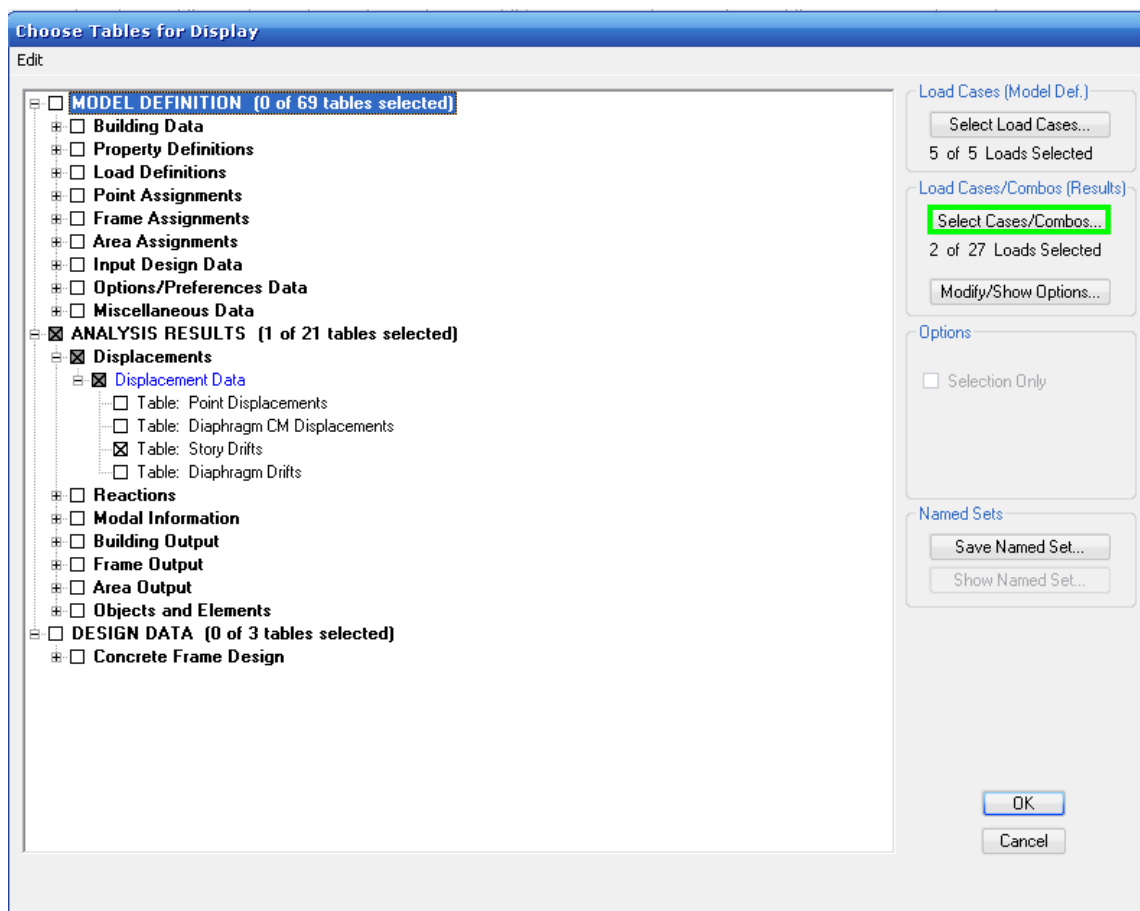 Choose Tables for Display
Edit
MODEL DEFINITION (0 of 69 tables selected)
Building Data
Property Definitions
Load Definitions
Point Assignments
Frame Assignments
Area Assignments
Input Design Data
Options/Preferences Data
Miscellaneous Data
ANALYSIS RESULTS (1 of 21 tables selected)
Displacements
Displacement Data
Table: Point Displacements
Table: Diaphragm CM Displacements
Table: Story Drifts
Table: Diaphragm Drifts
Reactions
Modal Information
Building Output
Frame Output
Area Output
Objects and Elements
DESIGN DATA (0 of 3 tables selected)
Concrete Frame Design
Load Cases (Model Def.)
Select Load Cases...
5 of 5 Loads Selected
Load Cases/Combos (Results)
Select Cases/Combos...
2 of 27 Loads Selected
Modify/Show Options...
Options
Selection Only
Named Sets
Save Named Set...
Show Named Set...
OK
Cancel